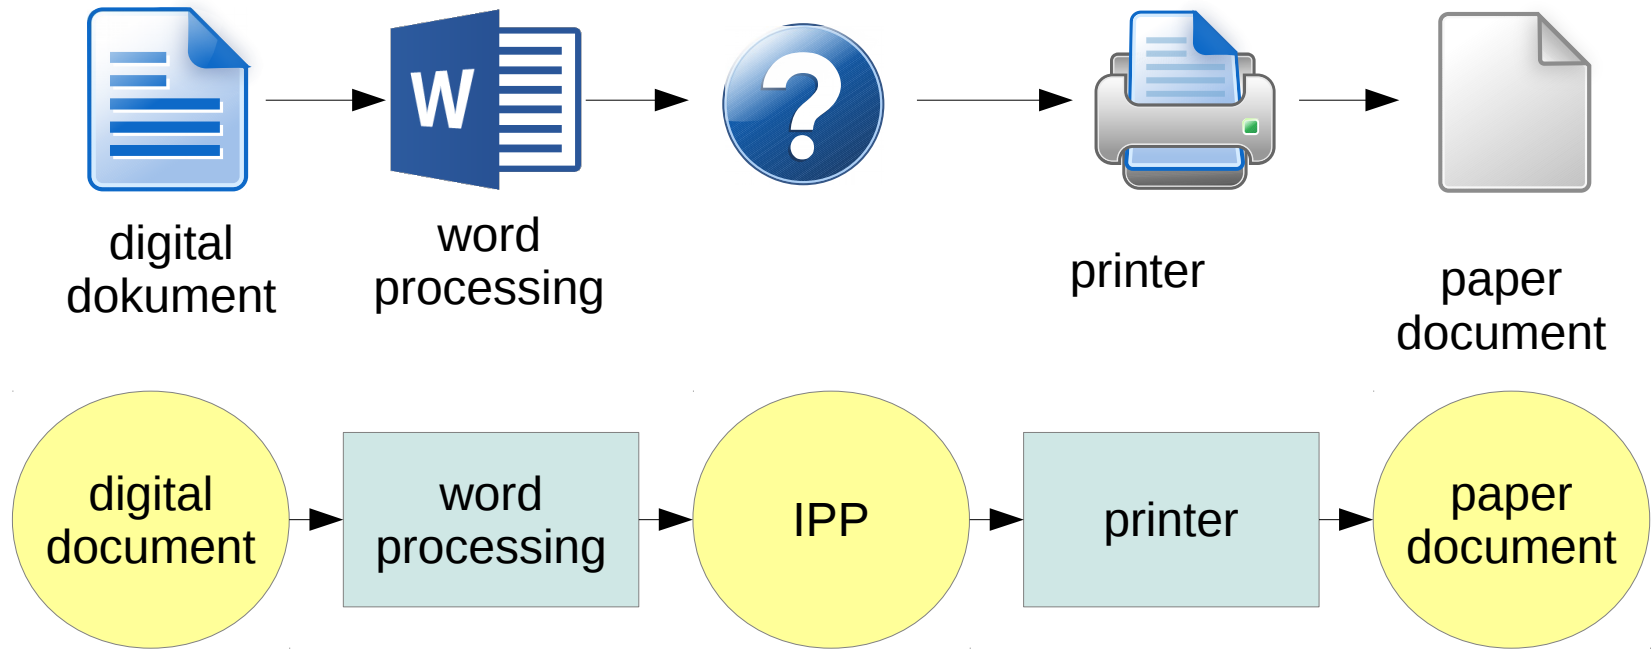 W
?
digital
dokument
word
processing
printer
paper
document
digital
document
word
processing
IPP
printer
paper
document